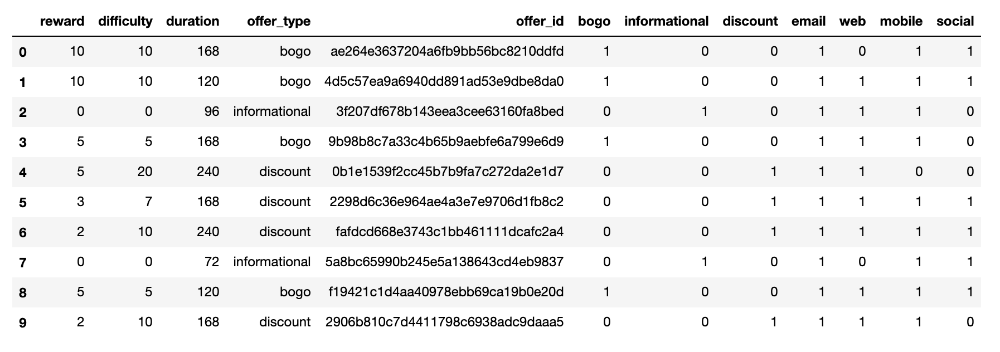 reward difficulty duration offer_type offer_id bogo informational discount email web mobile social
0 10 10 168 bogo ae264e3637204a6fb9bb56bc8210ddfd 1 0 0 1 0 1 1
1 10 10 120 bogo 4d5c57ea9a6940dd891ad53e9dbe8da0 1 0 0 1 1 1 1
2 0 0 96 informational 3f207df678b143eea3cee63160fa8bed 0 1 0 1 1 1 0
3 5 5 168 bogo 9b98b8c7a33c4b65b9aebfe6a799e6d9 1 0 0 1 1 1 0
4 5 20 240 discount 0b1e1539f2cc45b7b9fa7c272da2e1d7 0 0 1 1 1 0 0
5 3 7 168 discount 2298d6c36e964ae4a3e7e9706d1fb8c2 0 0 1 1 1 1 1
6 2 10 240 discount fafdcd668e3743c1bb461111dcafc2a4 0 0 1 1 1 1 1
7 0 0 72 informational 5a8bc65990b245e5a138643cd4eb9837 0 1 0 1 0 1 1
8 5 5 120 bogo f19421c1d4aa40978ebb69ca19b0e20d 1 0 0 1 1 1 1
9 2 10 168 discount 2906b810c7d4411798c6938adc9daaa5 0 0 1 1 1 1 0